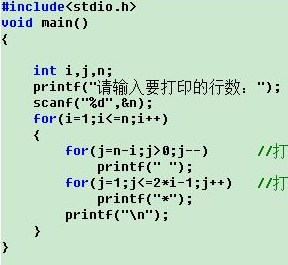 #include<stdio.h>
void main()
{
int i,j,n;
printf("请输入要打印的行数：");
scanf("%d",&n);
for(i=1;i<=n;i++)
{
for(j=n-i;j>0;j--) //打
printf(" ");
for(j=1;j<=2*i-1;j++) //打
printf("*");
printf("\n");
}
}